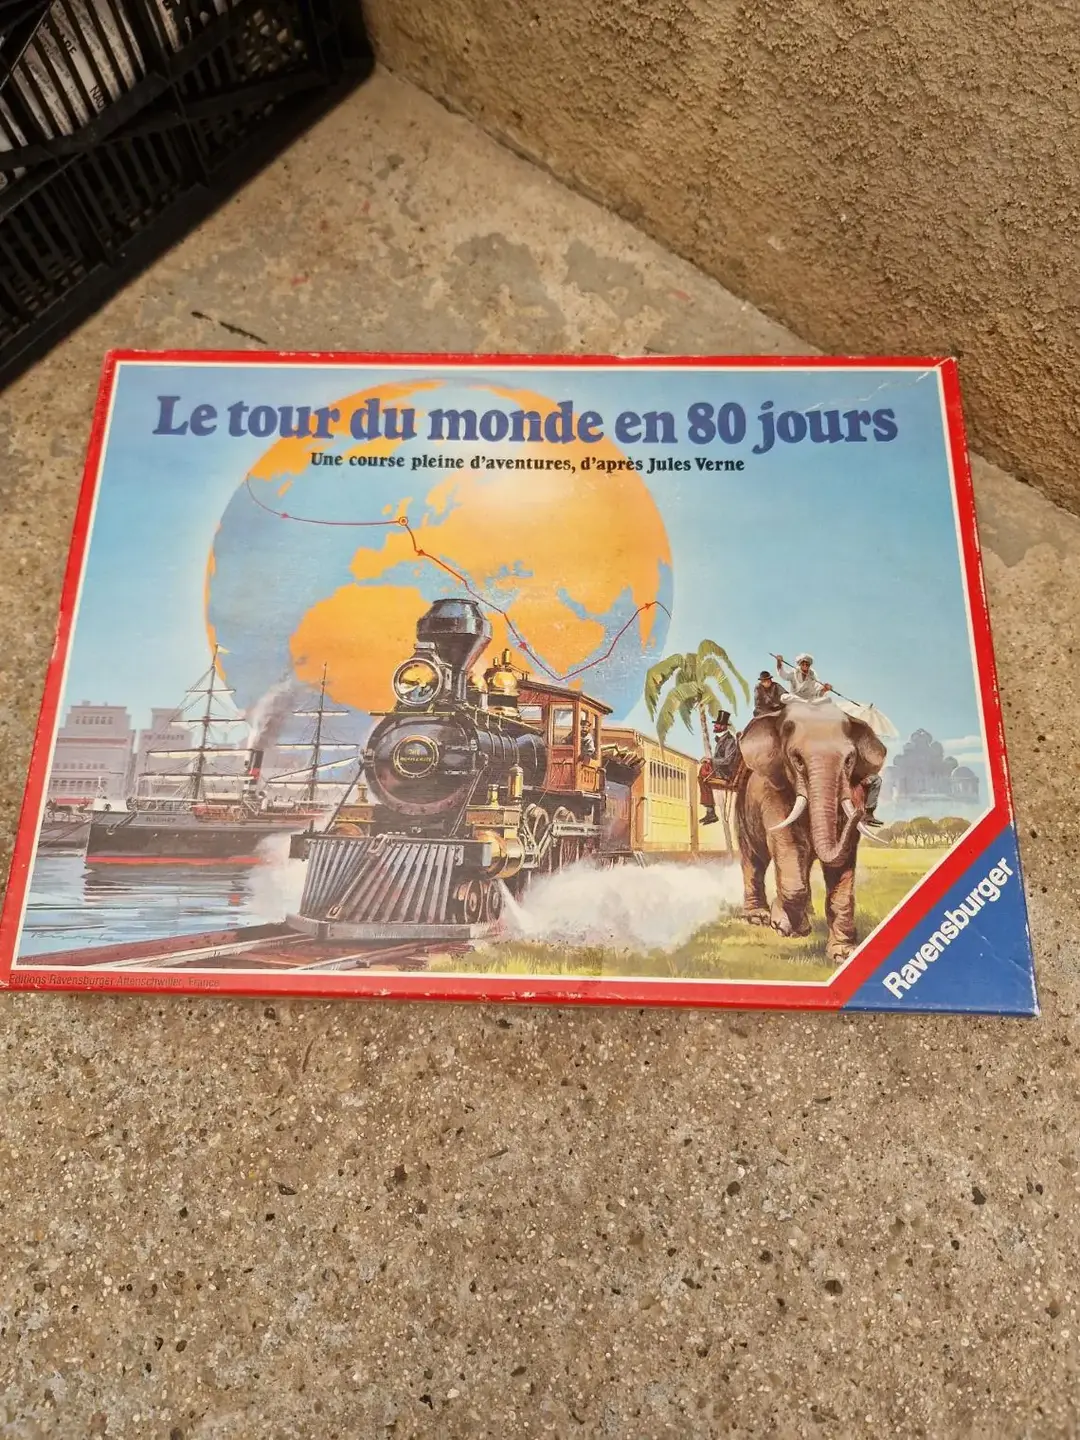 Le tour du monde en 80 jours
Une course pleine d'aventures, d'après Jules Verne
Ravensburger
Editions Ravensburger Attenschwiller, France